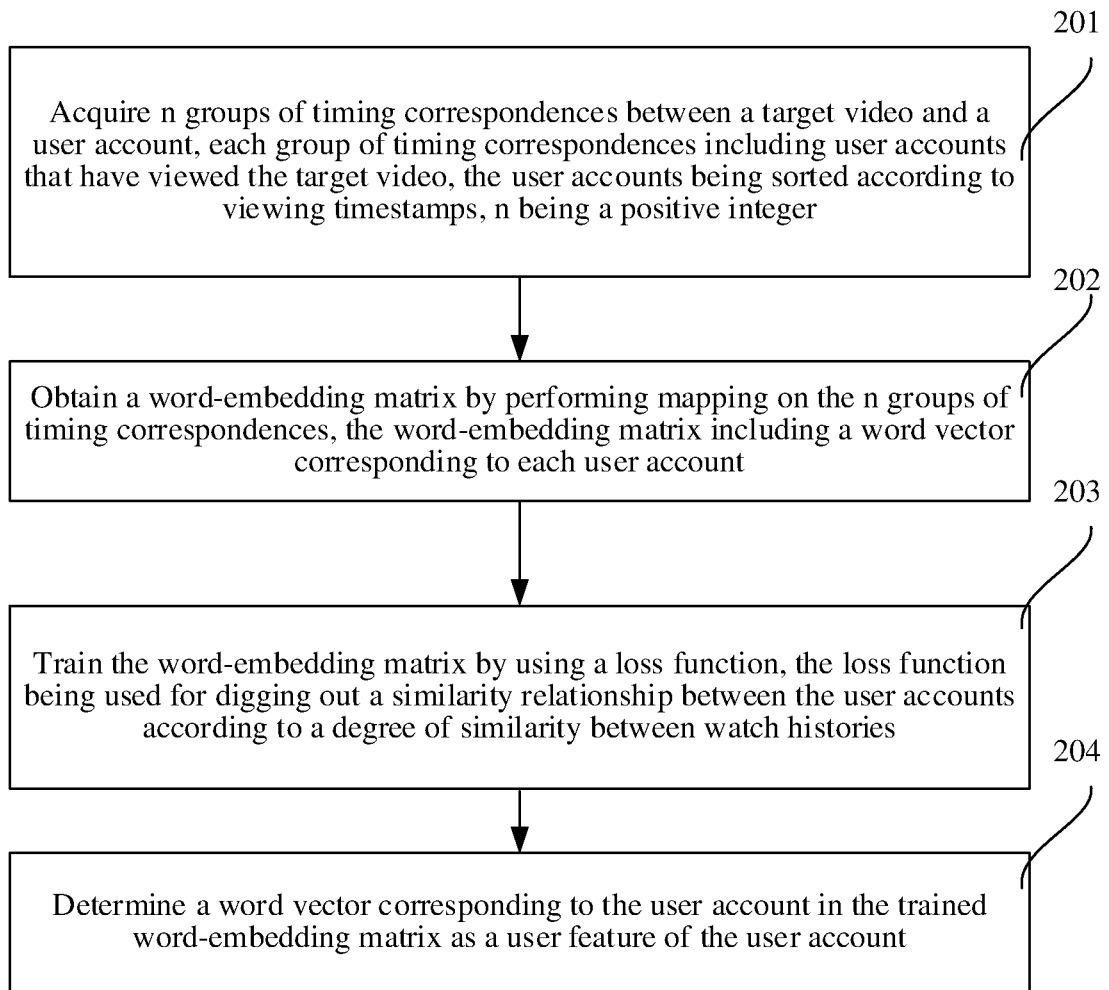 201
Acquire n groups of timing correspondences between a target video and a
user account, each group of timing correspondences including user accounts
that have viewed the target video, the user accounts being sorted according to
viewing timestamps, n being a positive integer
202
Obtain a word-embedding matrix by performing mapping on the n groups of
timing correspondences, the word-embedding matrix including a word vector
corresponding to each user account
203
Train the word-embedding matrix by using a loss function, the loss function
being used for digging out a similarity relationship between the user accounts
according to a degree of similarity between watch histories
204
Determine a word vector corresponding to the user account in the trained
word-embedding matrix as a user feature of the user account